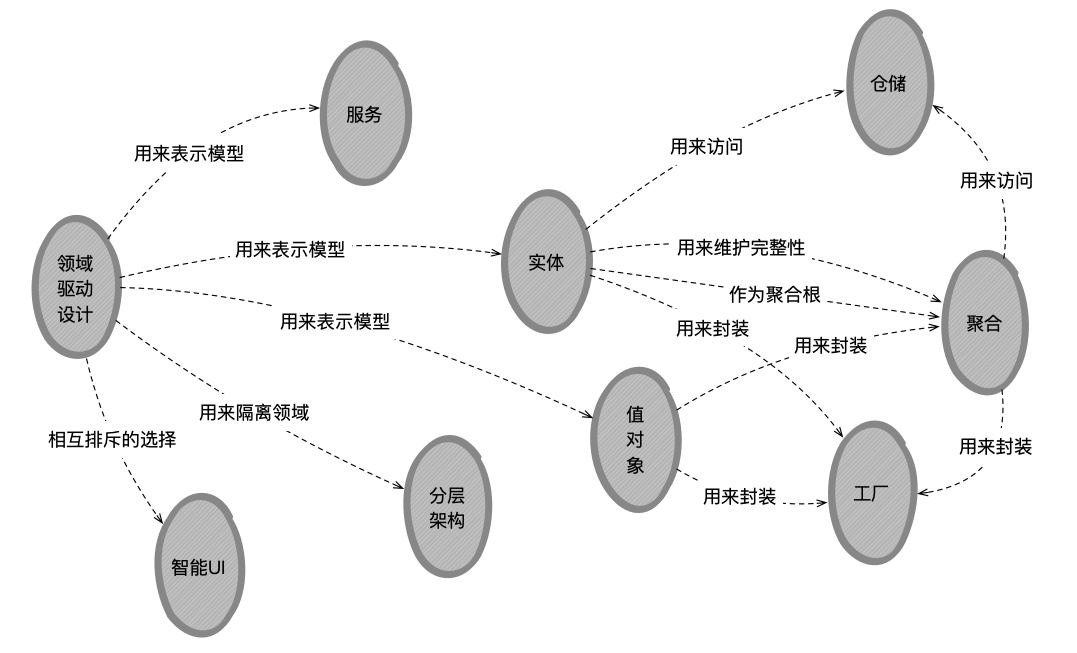 仓储
服务
用来访问
用来表示模型
用来访问
用来表示模型
用来维护完整性
领域
驱动
设计
实体
作为聚合根
用来表示模型
用来封装
聚合
用来封装
用来隔离领域
值
对
象
相互排斥的选择
用来封装
分层
架构
用来封装
工厂
智能UI